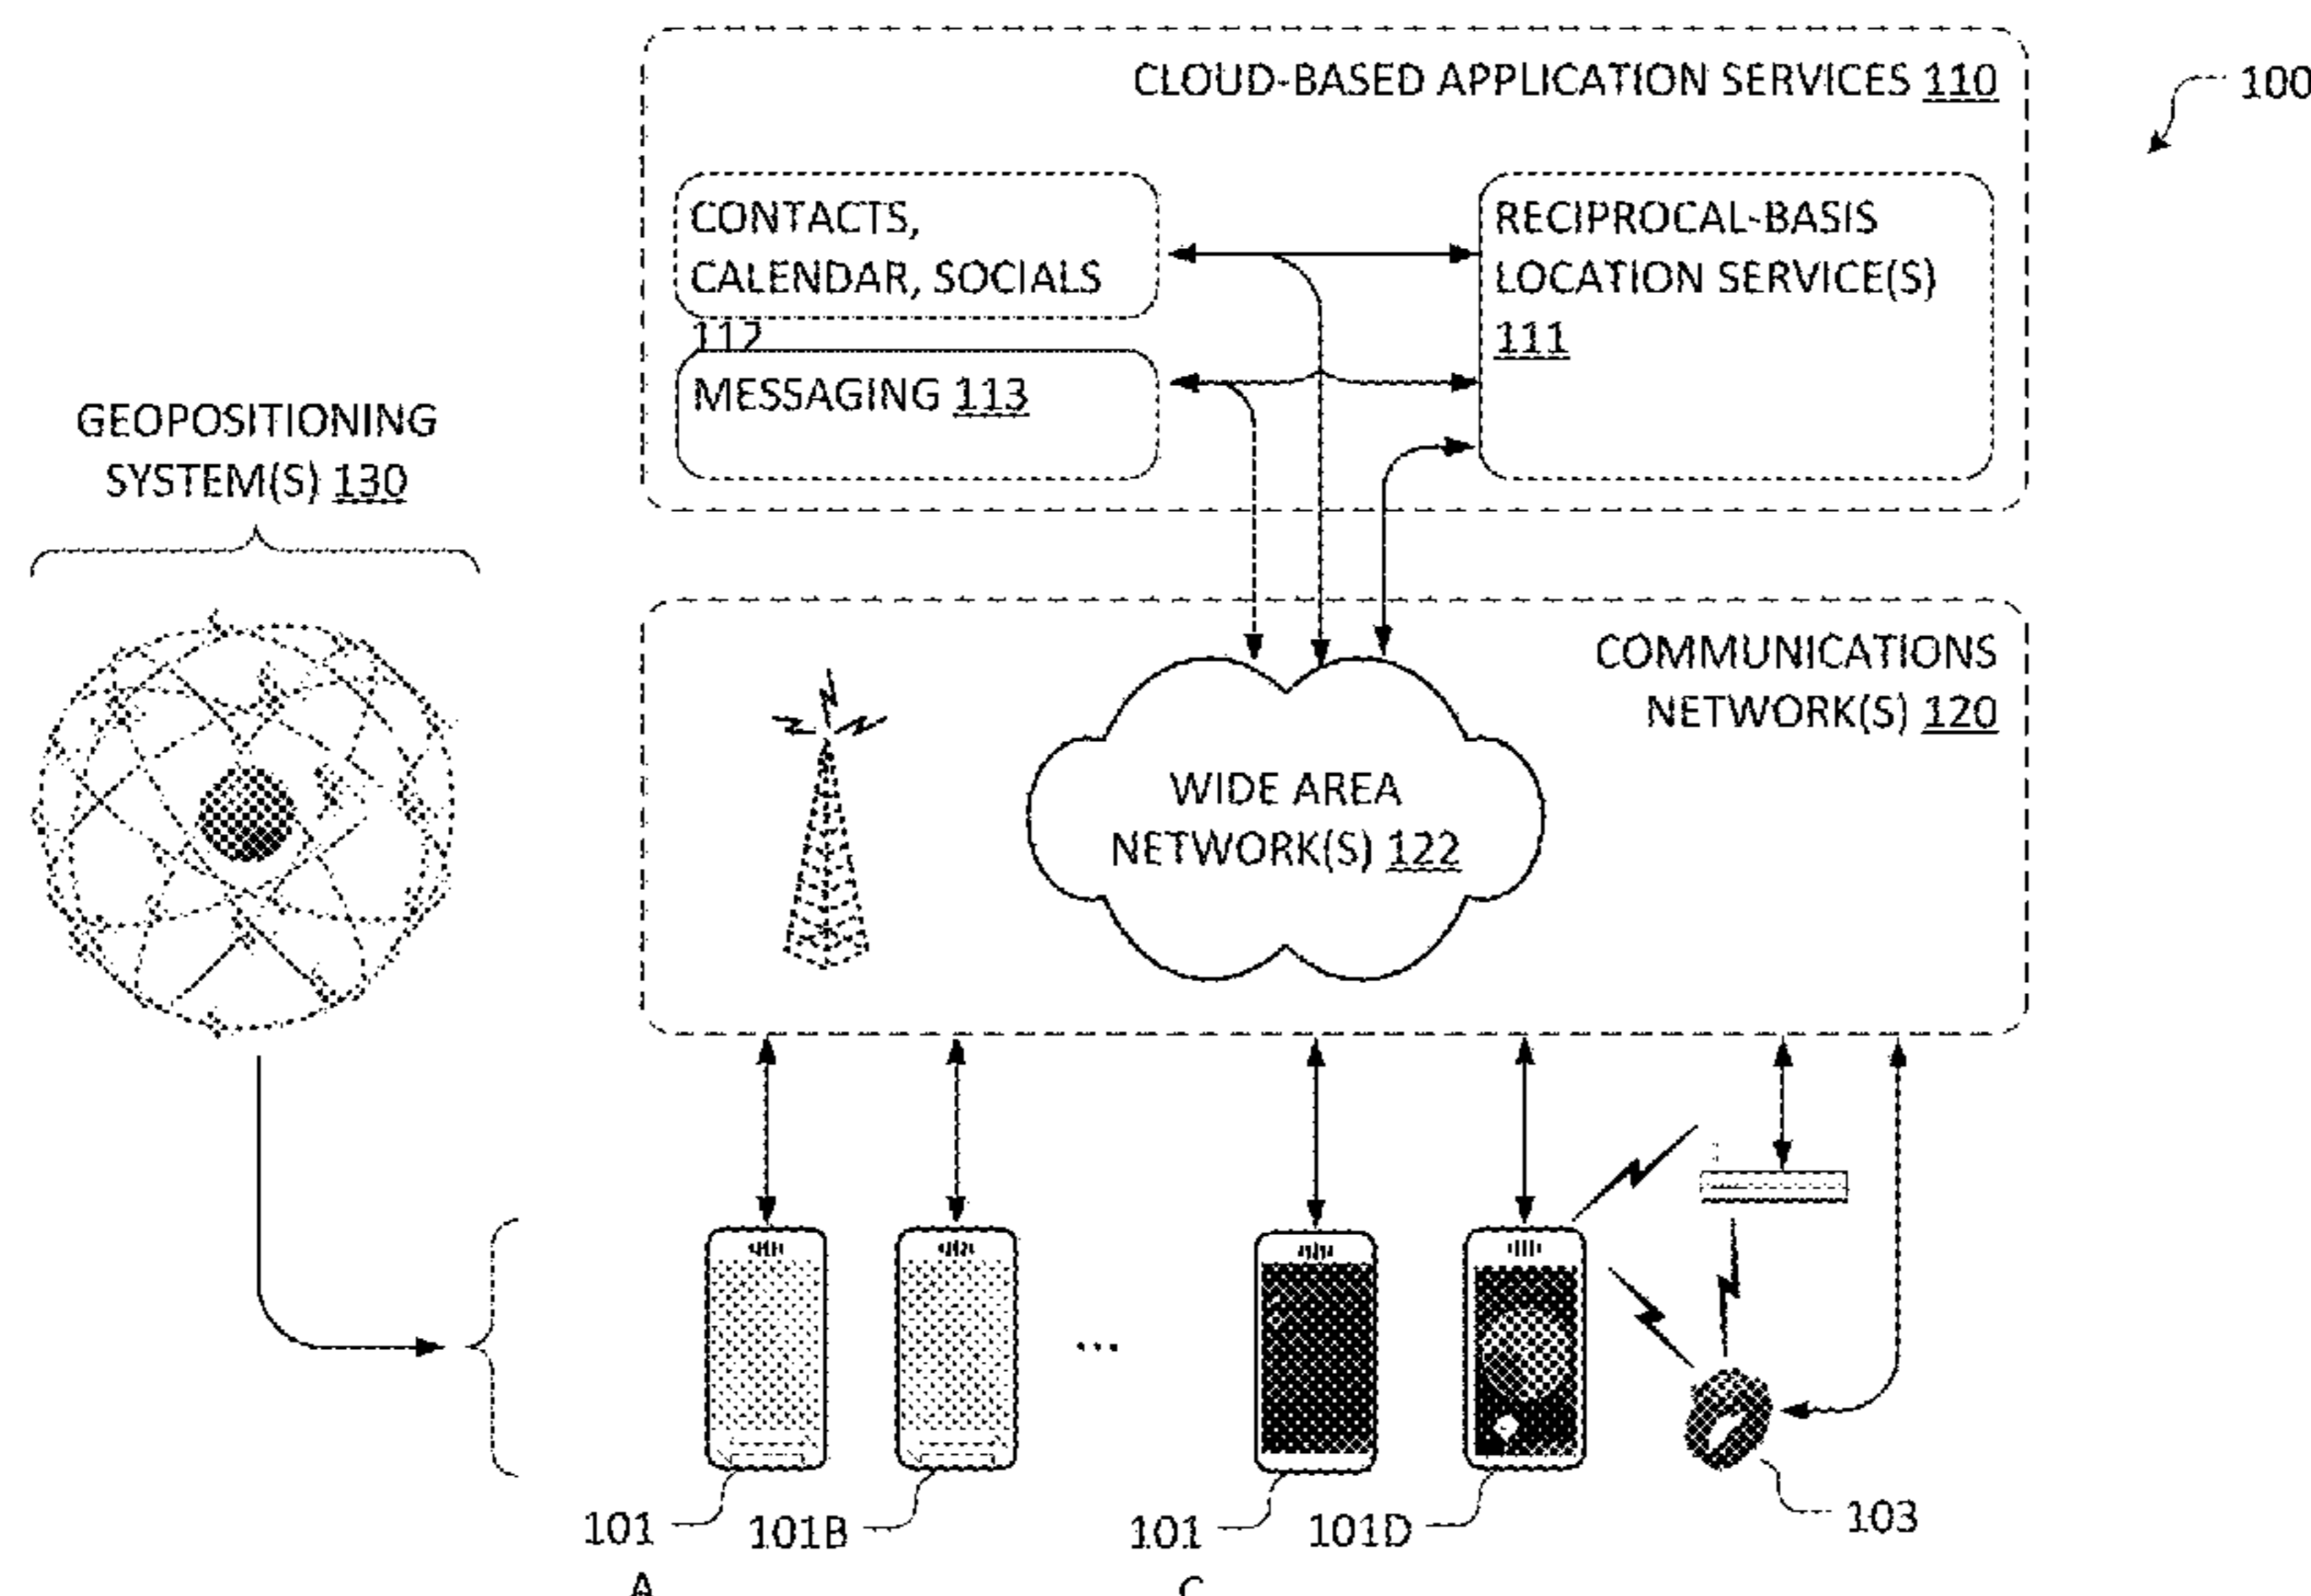 CLOUD-BASED APPLICATION SERVICES 110
100
CONTACTS,
CALENDAR, SOCIALS
112
RECIPROCAL-BASIS
LOCATION SERVICE(S)
111
MESSAGING 113
GEOPOSITIONING
SYSTEM(S) 130
COMMUNICATIONS
NETWORK(S) 120
WIDE AREA
NETWORK(S) 122
...
101
A
101B
101
C
101D
103